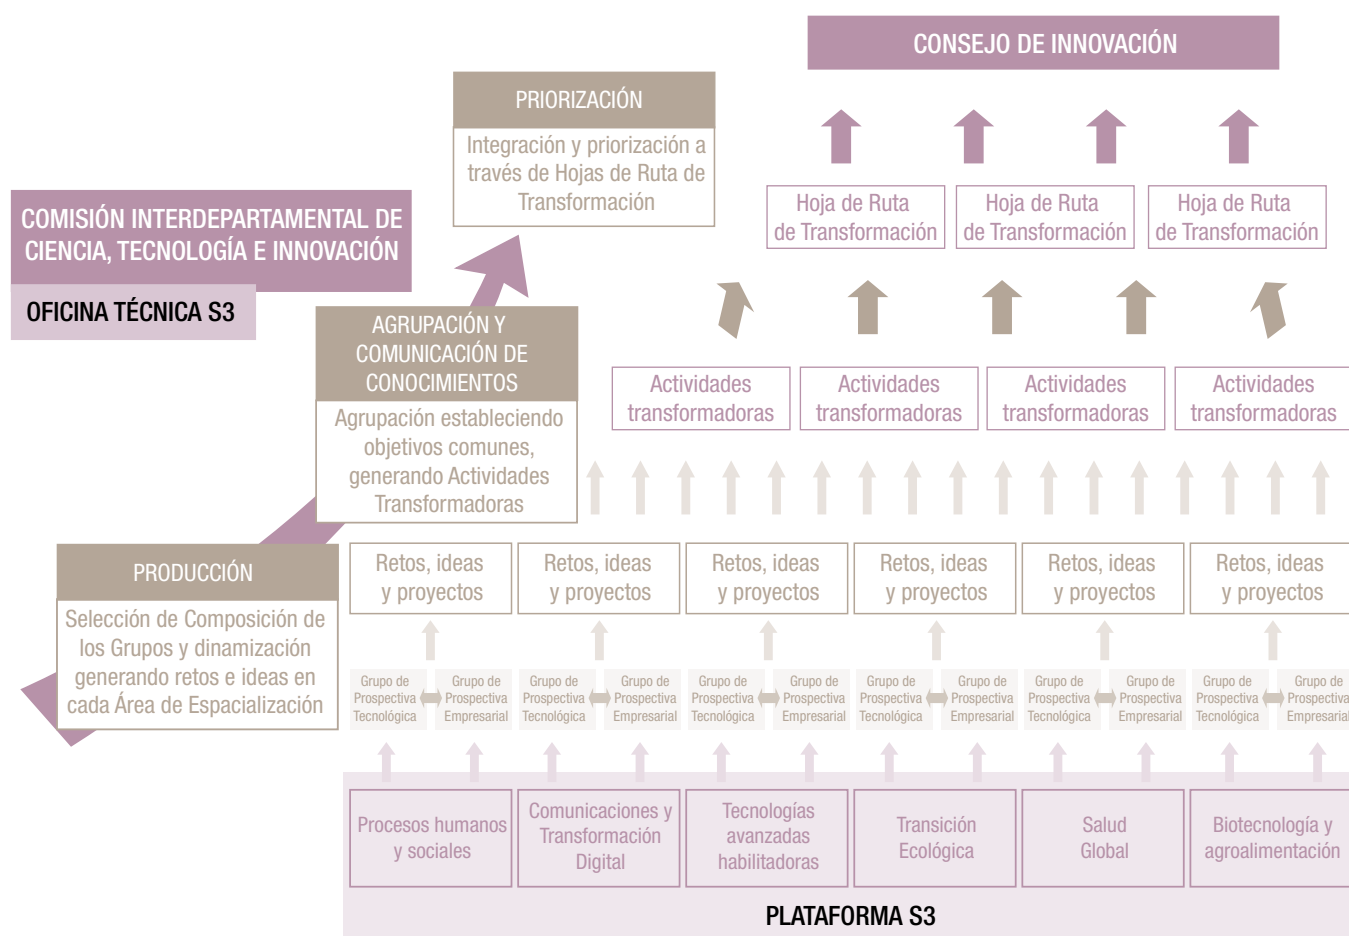 CONSEJO DE INNOVACIÓN
PRIORIZACIÓN
Integración y priorización a
través de Hojas de Ruta de
Transformación
COMISIÓN INTERDEPARTAMENTAL DE
CIENCIA, TECNOLOGÍA E INNOVACIÓN
OFICINA TÉCNICA S3
Hoja de Ruta
de Transformación
Hoja de Ruta
de Transformación
Hoja de Ruta
de Transformación
AGRUPACIÓN Y
COMUNICACIÓN DE
CONOCIMIENTOS
Agrupación estableciendo
objetivos comunes,
generando Actividades
Transformadoras
Actividades
transformadoras
Actividades
transformadoras
Actividades
transformadoras
Actividades
transformadoras
PRODUCCIÓN
Selección de Composición de
los Grupos y dinamización
generando retos e ideas en
cada Área de Espacialización
Retos, ideas
y proyectos
Retos, ideas
y proyectos
Retos, ideas
y proyectos
Retos, ideas
y proyectos
Retos, ideas
y proyectos
Retos, ideas
y proyectos
Grupo de
Prospectiva
Tecnológica
Grupo de
Prospectiva
Empresarial
Grupo de
Prospectiva
Tecnológica
Grupo de
Prospectiva
Empresarial
Grupo de
Prospectiva
Tecnológica
Grupo de
Prospectiva
Empresarial
Grupo de
Prospectiva
Tecnológica
Grupo de
Prospectiva
Empresarial
Grupo de
Prospectiva
Tecnológica
Grupo de
Prospectiva
Empresarial
Grupo de
Prospectiva
Tecnológica
Grupo de
Prospectiva
Empresarial
Procesos humanos
y sociales
Comunicaciones y
Transformación
Digital
Tecnologías
avanzadas
habilitadoras
Transición
Ecológica
Salud
Global
Biotecnología y
agroalimentación
PLATAFORMA S3